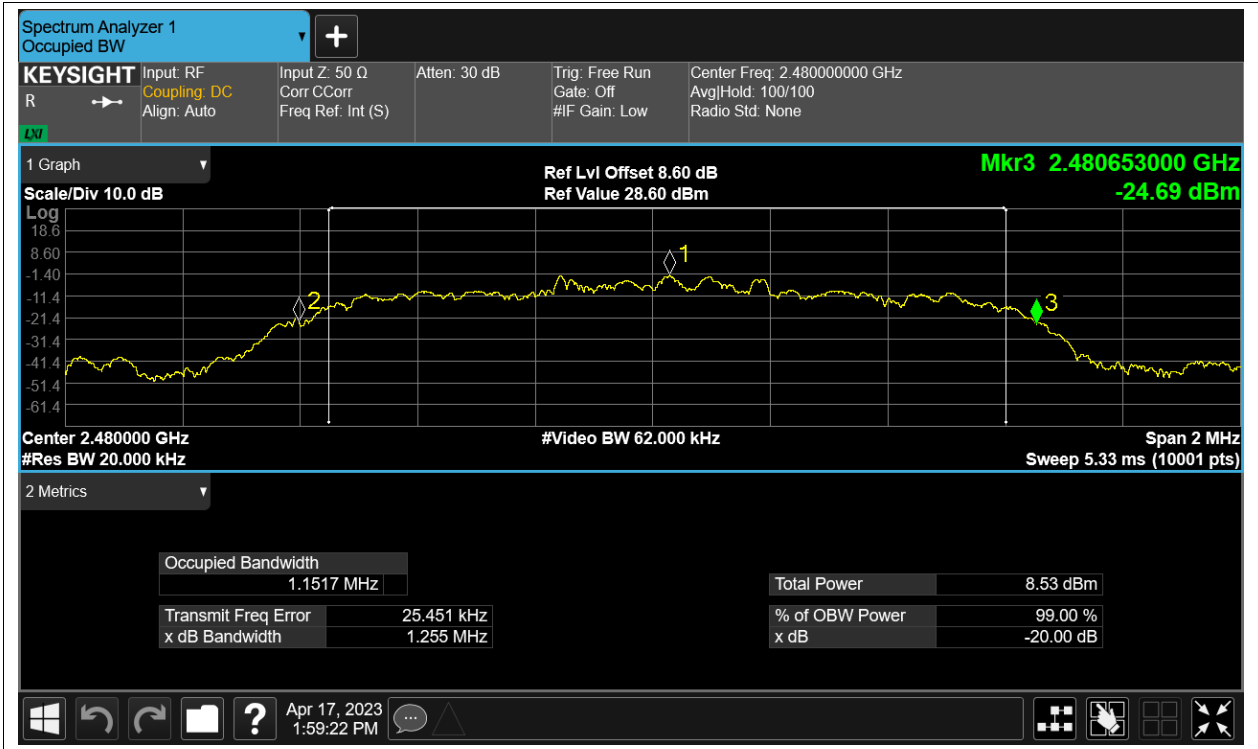 Spectrum Analyzer 1
Occupied BW
+
KEYSIGHT
R
LXI
Input: RF
Coupling: DC
Align: Auto
Input Z: 50 Ω
Corr CCorr
Freq Ref: Int (S)
Atten: 30 dB
Trig: Free Run
Gate: Off
#IF Gain: Low
Center Freq: 2.480000000 GHz
Avg|Hold: 100/100
Radio Std: None
1 Graph
Scale/Div 10.0 dB
Ref Lvl Offset 8.60 dB
Ref Value 28.60 dBm
Mkr3 2.480653000 GHz
-24.69 dBm
Log
18.6
8.60
-1.40
-11.4
-21.4
-31.4
-41.4
-51.4
-61.4
1
2
3
Center 2.480000 GHz
#Video BW 62.000 kHz
Span 2 MHz
#Res BW 20.000 kHz
Sweep 5.33 ms (10001 pts)
2 Metrics
Occupied Bandwidth
1.1517 MHz
Transmit Freq Error 25.451 kHz
x dB Bandwidth 1.255 MHz
Total Power 8.53 dBm
% of OBW Power 99.00 %
x dB -20.00 dB
?
Apr 17, 2023
1:59:22 PM